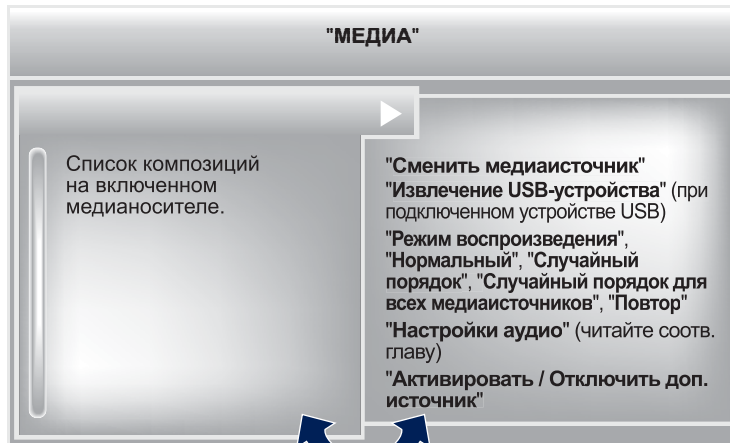 "МЕДИА"
Список композиций
на включенном
медианосителе.
"Сменить медиаисточник"
"Извлечение USB-устройства" (при
подключенном устройстве USB)
"Режим воспроизведения",
"Нормальный", "Случайный
порядок", "Случайный порядок для
всех медиаисточников", "Повтор"
"Настройки аудио" (читайте соотв.
главу)
"Активировать / Отключить доп.
источник"